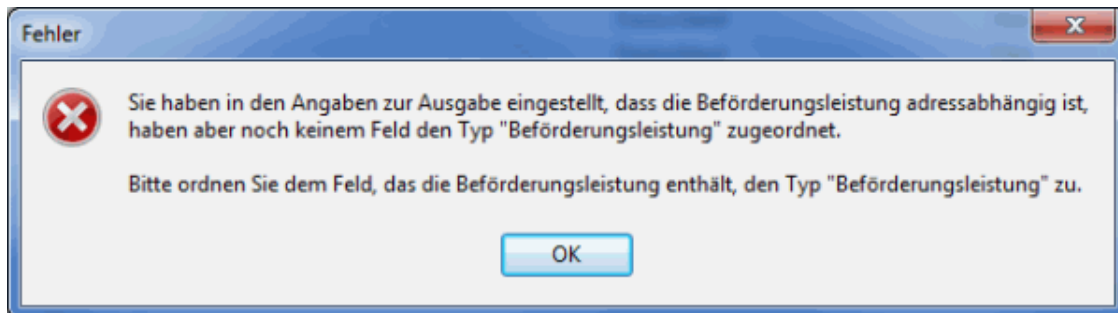 Fehler
Sie haben in den Angaben zur Ausgabe eingestellt, dass die Beförderungsleistung adressabhängig ist,
haben aber noch keinem Feld den Typ "Beförderungsleistung" zugeordnet.
Bitte ordnen Sie dem Feld, das die Beförderungsleistung enthält, den Typ "Beförderungsleistung" zu.
OK